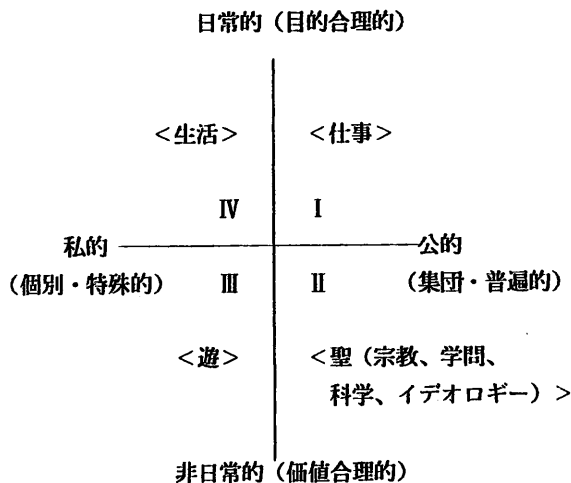 日常的(目的合理的)
<生活> <仕事>
Ⅳ Ⅰ
私的 公的
(個別・特殊的) Ⅲ Ⅱ (集団・普遍的)
<遊> <聖(宗教、学問、
科学、イデオロギー)>
非日常的(価値合理的)